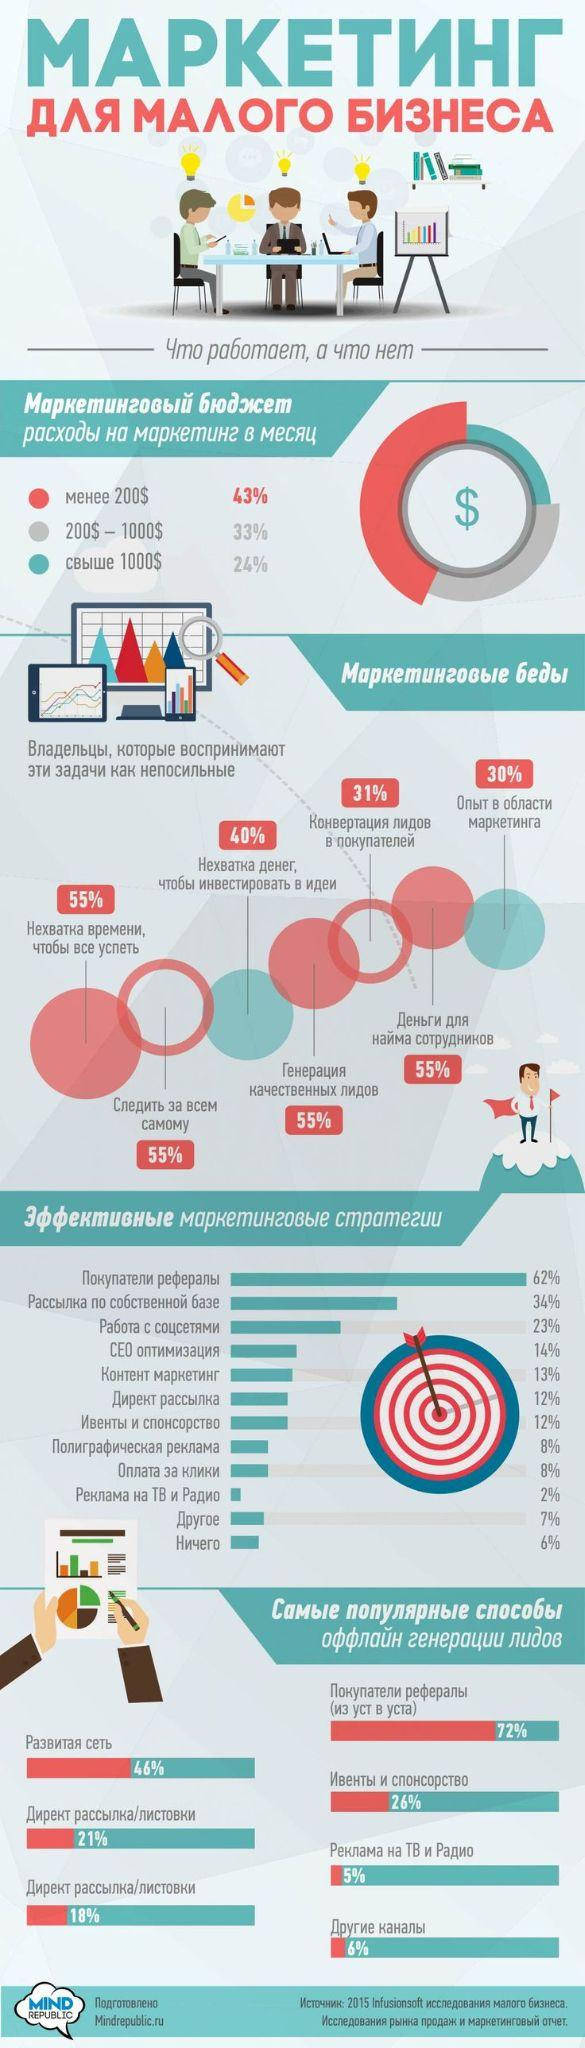 МАРКЕТИНГ
ДЛЯ МАЛОГО БИЗНЕСА
Что работает, а что нет
Маркетинговый бюджет
расходы на маркетинг в месяц
менее 200$ 43%
200$ – 1000$ 33%
свыше 1000$ 24%
$
Маркетинговые беды
Владельцы, которые воспринимают
эти задачи как непосильные
55%
Нехватка времени,
чтобы все успеть
Следить за всем
самому
55%
40%
Нехватка денег,
чтобы инвестировать в идеи
Генерация
качественных лидов
55%
31%
Конвертация лидов
в покупателей
Деньги для
найма сотрудников
55%
30%
Опыт в области
маркетинга
Эффективные маркетинговые стратегии
Покупатели рефералы 62%
Рассылка по собственной базе 34%
Работа с соцсетями 23%
СЕО оптимизация 14%
Контент маркетинг 13%
Директ рассылка 12%
Ивенты и спонсорство 12%
Полиграфическая реклама 8%
Оплата за клики 8%
Реклама на ТВ и Радио 2%
Другое 7%
Ничего 6%
Самые популярные способы
оффлайн генерации лидов
Развитая сеть
46%
Директ рассылка/листовки
21%
Директ рассылка/листовки
18%
Покупатели рефералы
(из уст в уста)
72%
Ивенты и спонсорство
26%
Реклама на ТВ и Радио
5%
Другие каналы
6%
MIND
REPUBLIC
Подготовлено
Mindrepublic.ru
Источник: 2015 Infusionsoft исследования малого бизнеса.
Исследования рынка продаж и маркетинговый отчет.